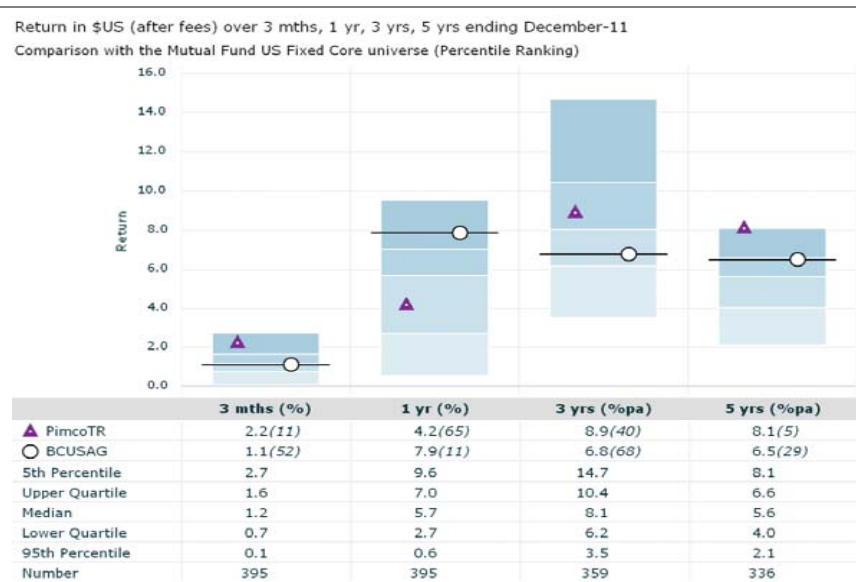 Return in $US (after fees) over 3 mths, 1 yr, 3 yrs, 5 yrs ending December-11
Comparison with the Mutual Fund US Fixed Core universe (Percentile Ranking)
16.0
14.0
12.0
10.0
8.0
6.0
4.0
2.0
0.0
Return
3 mths (%) 1 yr (%) 3 yrs (%pa) 5 yrs (%pa)
PimcoTR 2.2(11) 4.2(65) 8.9(40) 8.1(5)
BCUSAG 1.1(52) 7.9(11) 6.8(68) 6.5(29)
5th Percentile 2.7 9.6 14.7 8.1
Upper Quartile 1.6 7.0 10.4 6.6
Median 1.2 5.7 8.1 5.6
Lower Quartile 0.7 2.7 6.2 4.0
95th Percentile 0.1 0.6 3.5 2.1
Number 395 395 359 336